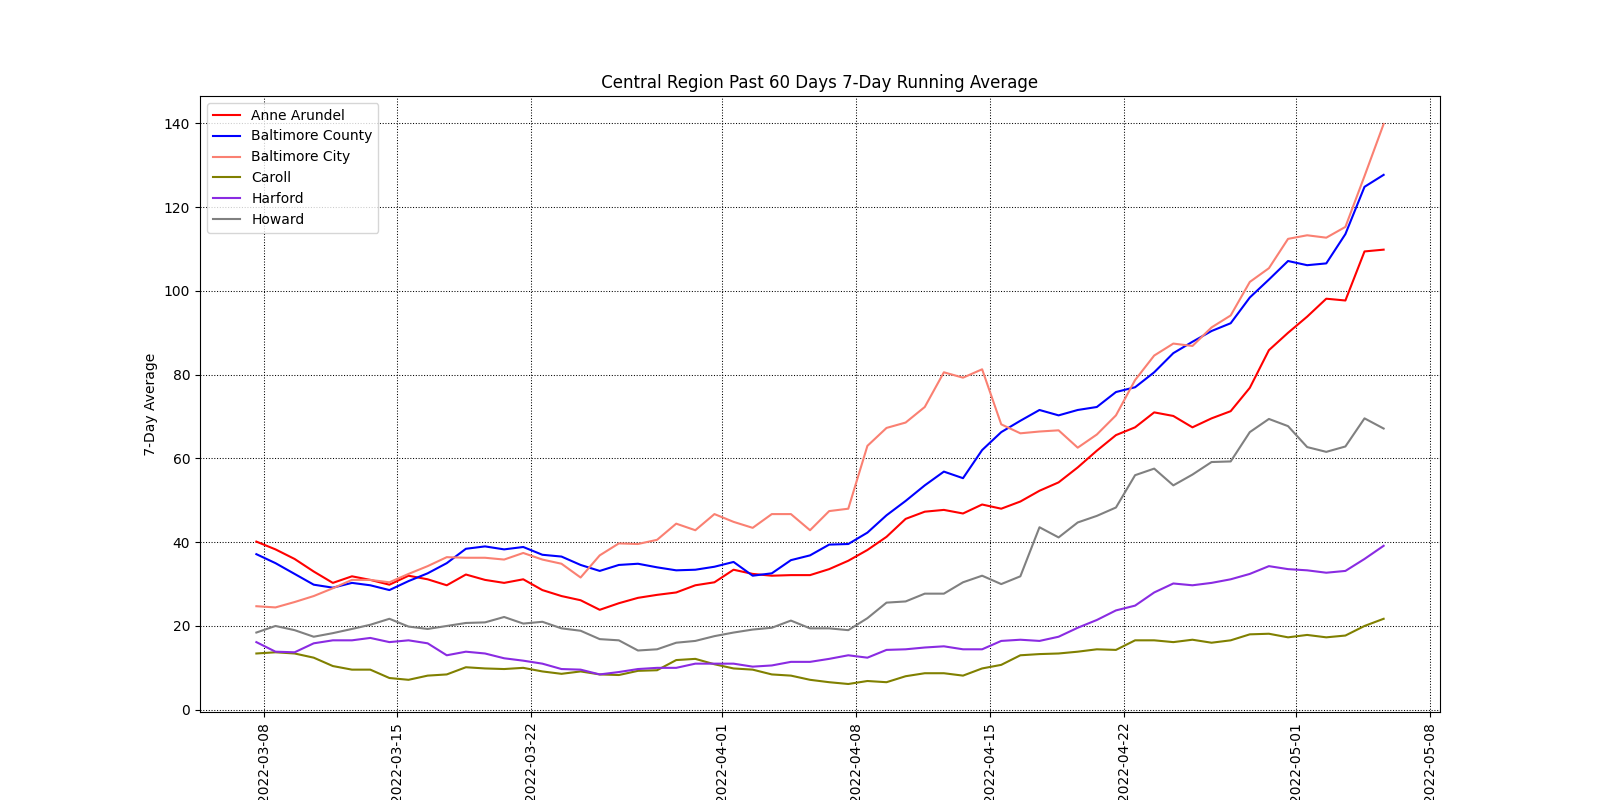 Central Region Past 60 Days 7-Day Running Average
Anne Arundel
Baltimore County
Baltimore City
Caroll
Harford
Howard
7-Day Average
140
120
100
80
60
40
20
0
2022-03-08
2022-03-15
2022-03-22
2022-04-01
2022-04-08
2022-04-15
2022-04-22
2022-05-01
2022-05-08